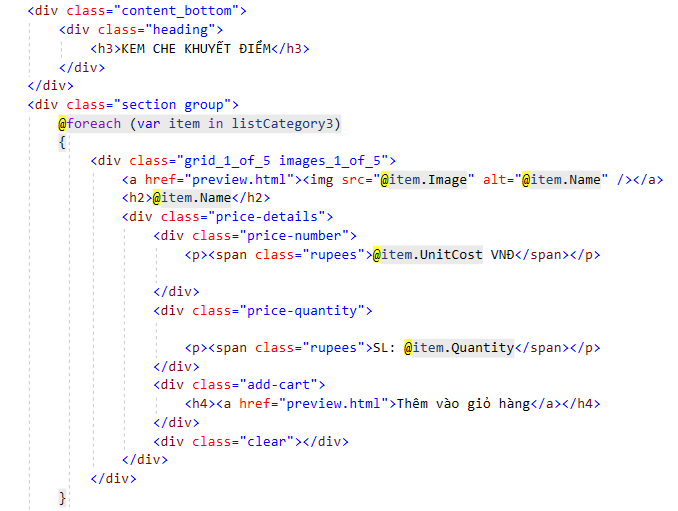 <div class="content_bottom">
<div class="heading">
<h3>KEM CHE KHUYẾT ĐIỂM</h3>
</div>
</div>
<div class="section group">
@foreach (var item in listCategory3)
{
<div class="grid_1_of_5 images_1_of_5">
<a href="preview.html"><img src="@item.Image" alt="@item.Name" /></a>
<h2>@item.Name</h2>
<div class="price-details">
<div class="price-number">
<p><span class="rupees">@item.UnitCost VNĐ</span></p>
</div>
<div class="price-quantity">
<p><span class="rupees">SL: @item.Quantity</span></p>
</div>
<div class="add-cart">
<h4><a href="preview.html">Thêm vào giỏ hàng</a></h4>
</div>
<div class="clear"></div>
</div>
</div>
}